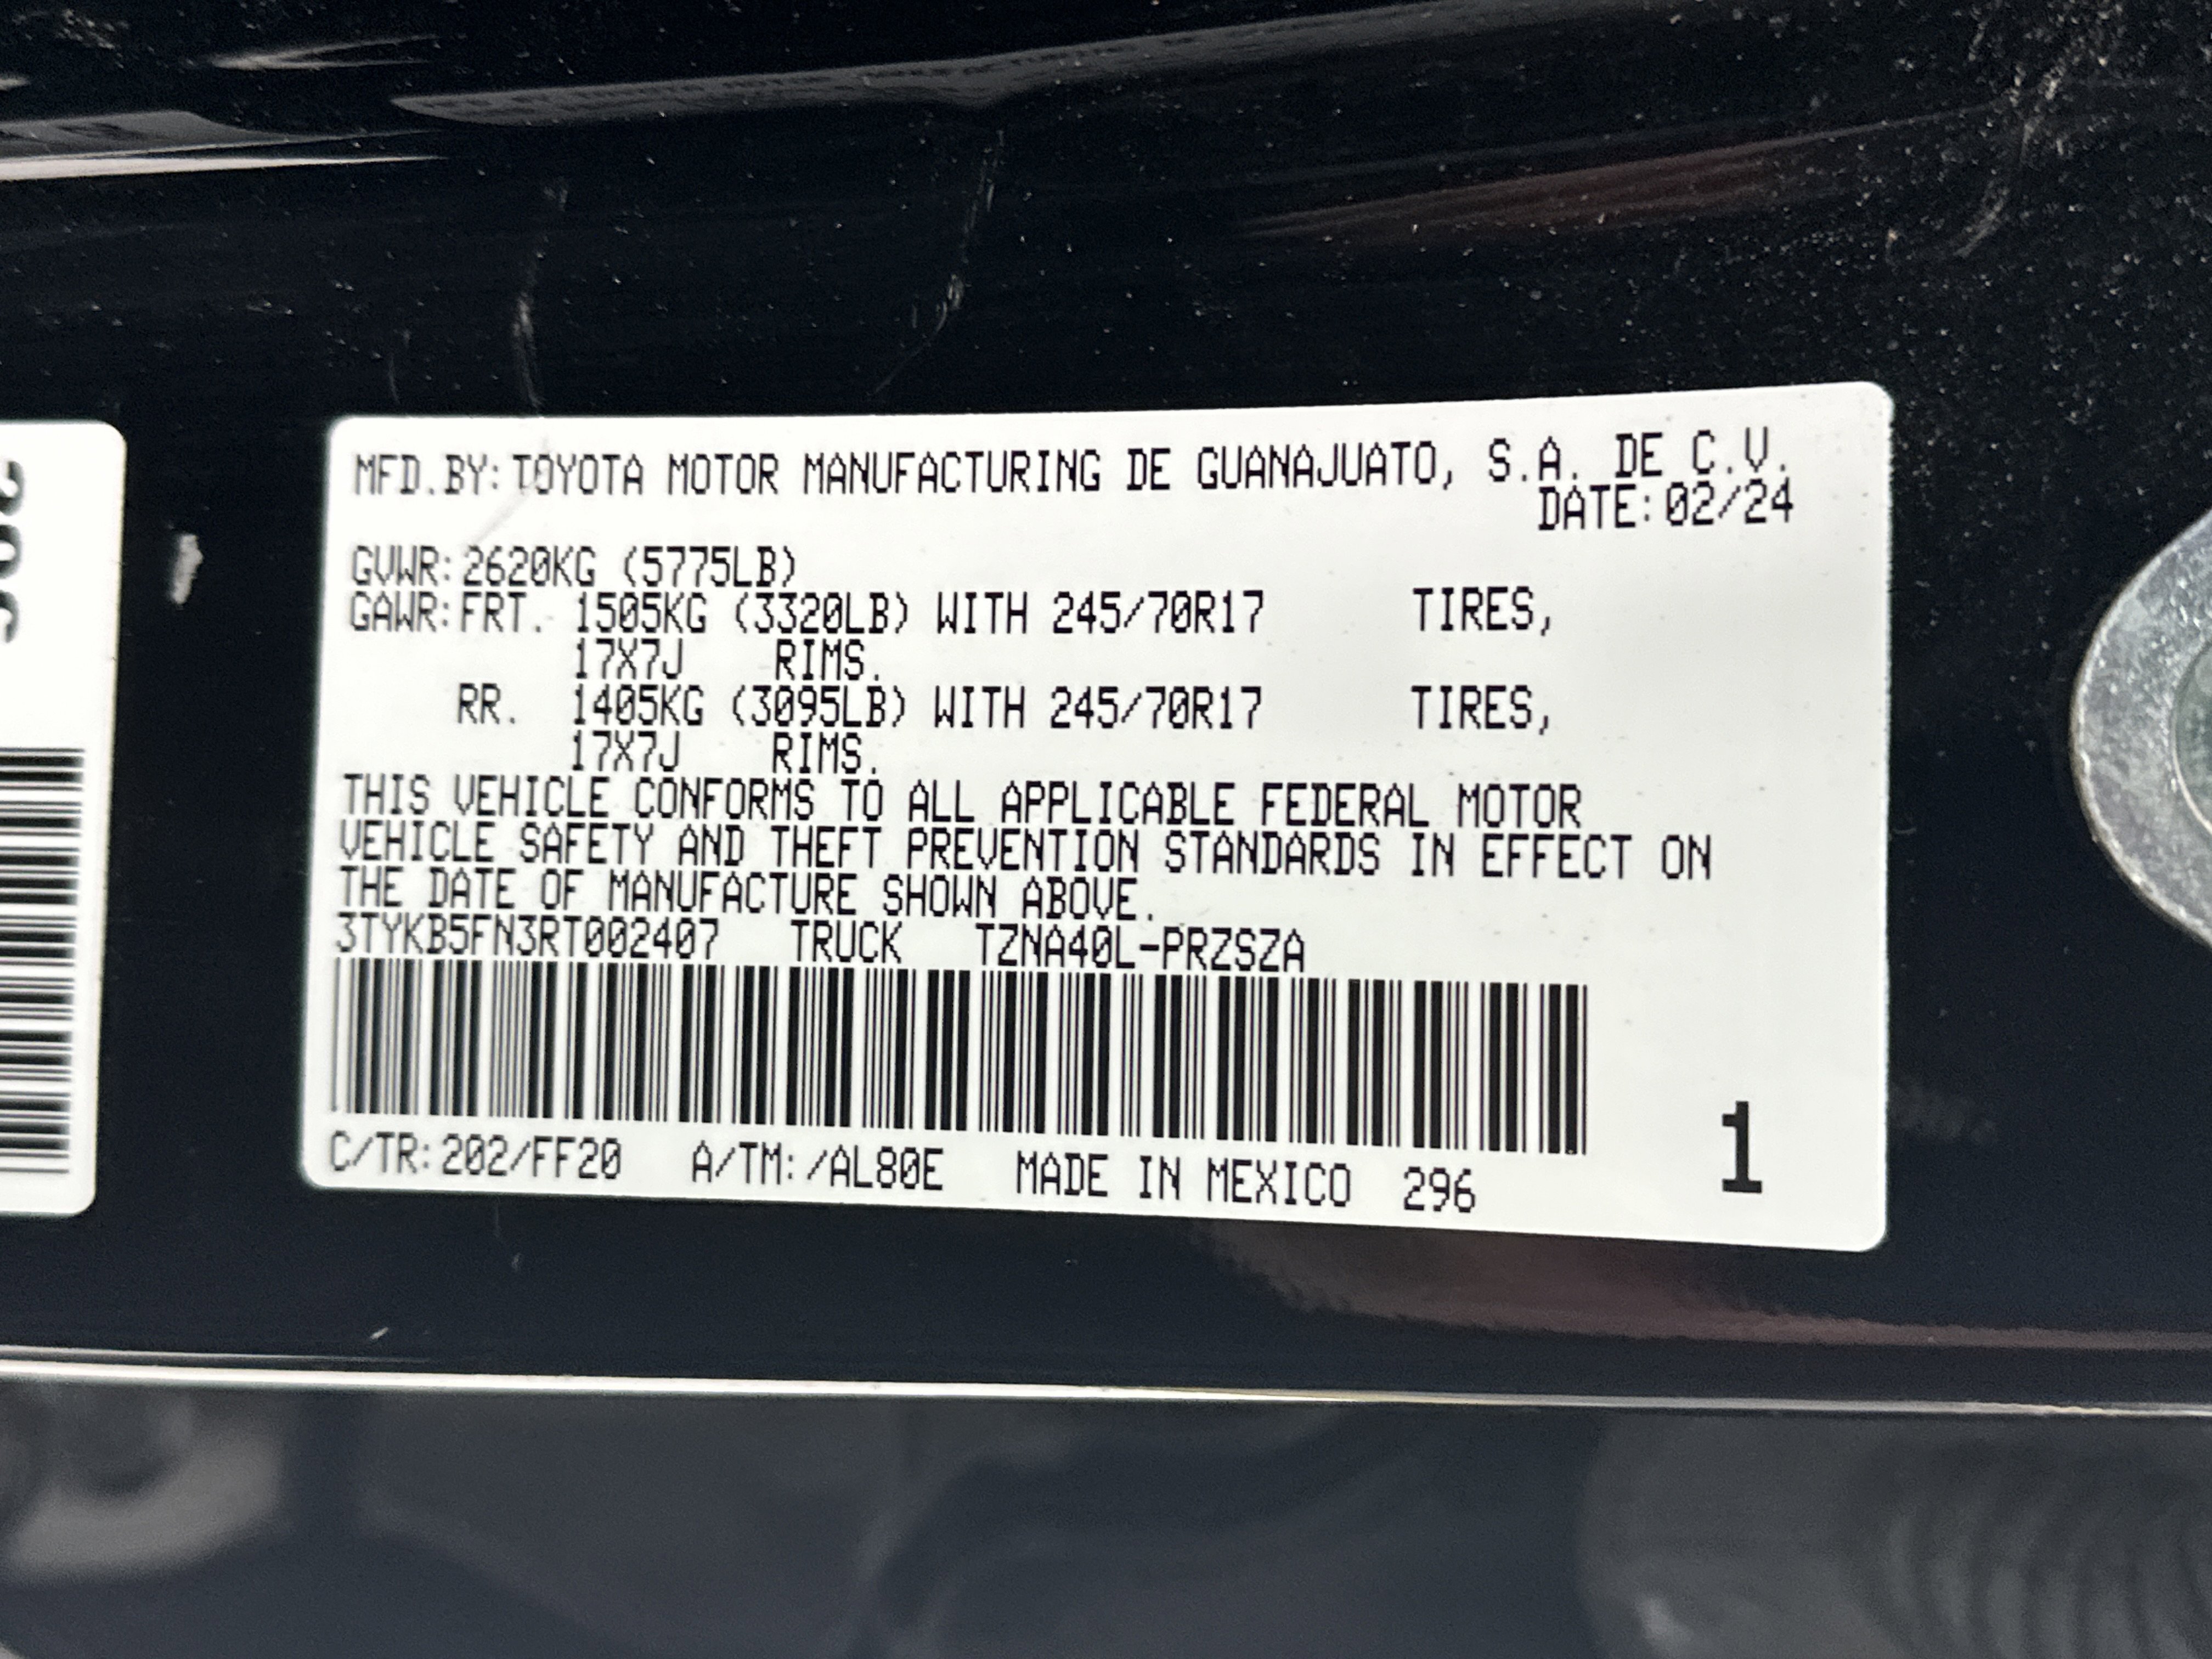 MFD.BY:TOYOTA MOTOR MANUFACTURING DE GUANAJUATO, S.A. DE C.V.
DATE:02/24
GVWR:2620KG (5775LB)
GAWR:FRT. 1505KG (3320LB) WITH 245/70R17 TIRES,
17X7J RIMS.
RR. 1405KG (3095LB) WITH 245/70R17 TIRES,
17X7J RIMS.
THIS VEHICLE CONFORMS TO ALL APPLICABLE FEDERAL MOTOR
VEHICLE SAFETY AND THEFT PREVENTION STANDARDS IN EFFECT ON
THE DATE OF MANUFACTURE SHOWN ABOVE.
3TYKB5FN3RT002407 TRUCK TZNA40L-PRZSZA
C/TR:202/FF20 A/TM:/AL80E MADE IN MEXICO 296
1